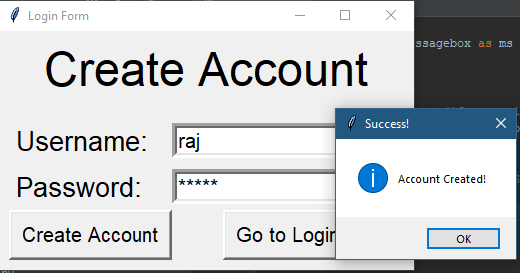 Login Form
ssagebox as ms
Create Account
Success!
Username: raj
Account Created!
Password: *****
Create Account Go to Login
OK